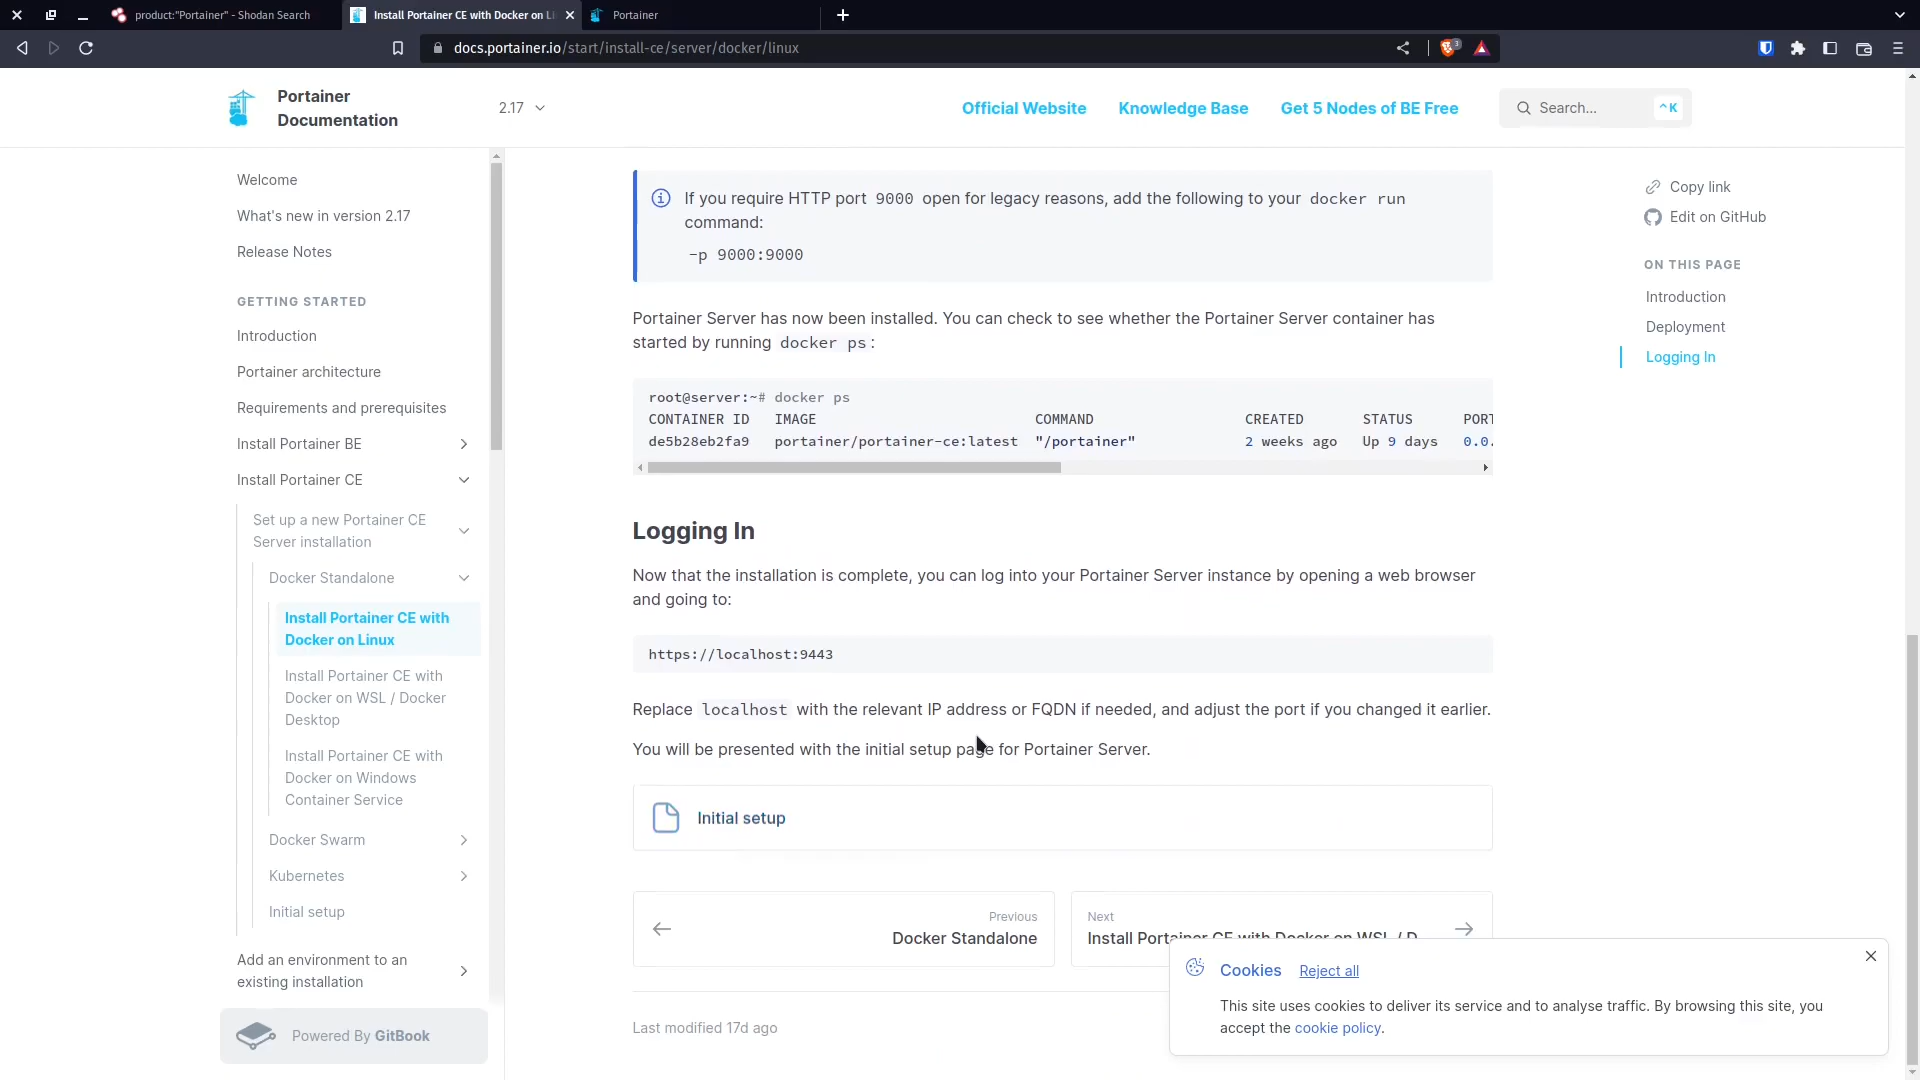 product:"Portainer" - Shodan Search
Install Portainer CE with Docker on Li
Portainer
docs.portainer.io/start/install-ce/server/docker/linux
3
Portainer
Documentation
2.17
Official Website
Knowledge Base
Get 5 Nodes of BE Free
Search...
^K
Welcome
What's new in version 2.17
Release Notes
GETTING STARTED
Introduction
Portainer architecture
Requirements and prerequisites
Install Portainer BE
Install Portainer CE
Set up a new Portainer CE
Server installation
Docker Standalone
Install Portainer CE with
Docker on Linux
Install Portainer CE with
Docker on WSL / Docker
Desktop
Install Portainer CE with
Docker on Windows
Container Service
Docker Swarm
Kubernetes
Initial setup
Add an environment to an
existing installation
Powered By GitBook
If you require HTTP port 9000 open for legacy reasons, add the following to your docker run
command:
-p 9000:9000
Portainer Server has now been installed. You can check to see whether the Portainer Server container has
started by running docker ps:
root@server:~# docker ps
CONTAINER ID IMAGE COMMAND CREATED STATUS PORT
de5b28eb2fa9 portainer/portainer-ce:latest "/portainer" 2 weeks ago Up 9 days 0.0.
Logging In
Now that the installation is complete, you can log into your Portainer Server instance by opening a web browser
and going to:
https://localhost:9443
Replace localhost with the relevant IP address or FQDN if needed, and adjust the port if you changed it earlier.
You will be presented with the initial setup page for Portainer Server.
Initial setup
Previous
Docker Standalone
Next
Install Portainer CE with Docker on WSL / D
Last modified 17d ago
Copy link
Edit on GitHub
ON THIS PAGE
Introduction
Deployment
Logging In
Cookies
Reject all
This site uses cookies to deliver its service and to analyse traffic. By browsing this site, you
accept the cookie policy.